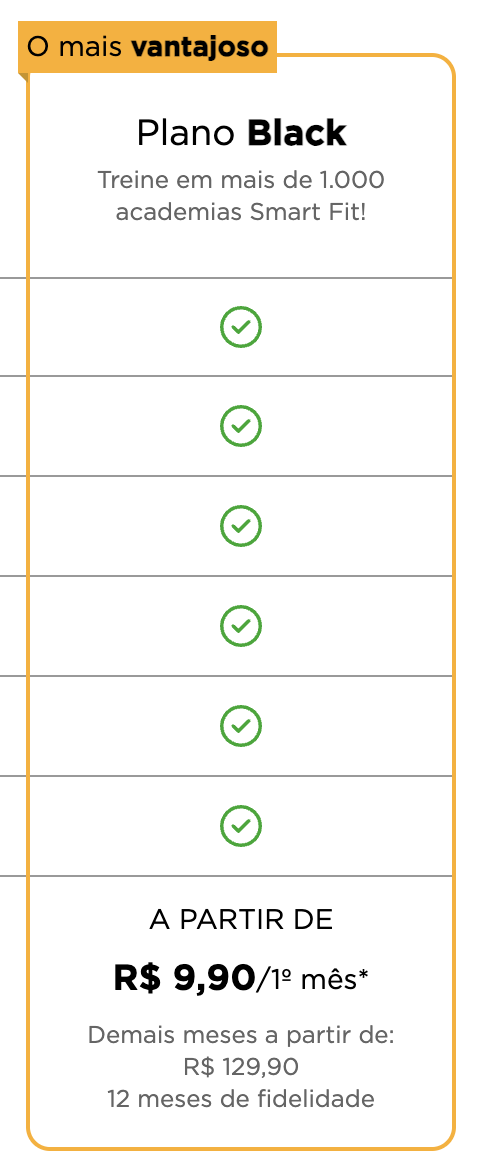 O mais vantajoso
Plano Black
Treine em mais de 1.000
academias Smart Fit!
A PARTIR DE
R$ 9,90/1º mês*
Demais meses a partir de:
R$ 129,90
12 meses de fidelidade